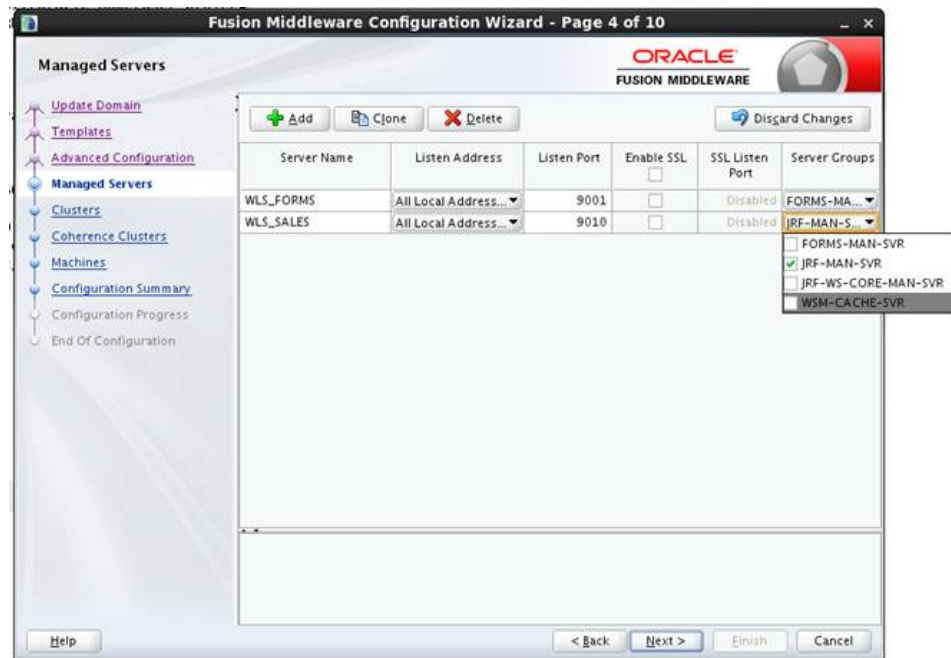 Fusion Middleware Configuration Wizard - Page 4 of 10
Managed Servers
ORACLE
FUSION MIDDLEWARE
Update Domain
Templates
Advanced Configuration
Managed Servers
Clusters
Coherence Clusters
Machines
Configuration Summary
Configuration Progress
End Of Configuration
Add Clone Delete Discard Changes
Server Name Listen Address Listen Port Enable SSL SSL Listen Port Server Groups
WLS_FORMS All Local Address... 9001 Disabled FORMS-MA...
WLS_SALES All Local Address... 9010 Disabled JRF-MAN-S...
FORMS-MAN-SVR
JRF-MAN-SVR
JRF-WS-CORE-MAN-SVR
WSM-CACHE-SVR
Help < Back Next > Finish Cancel